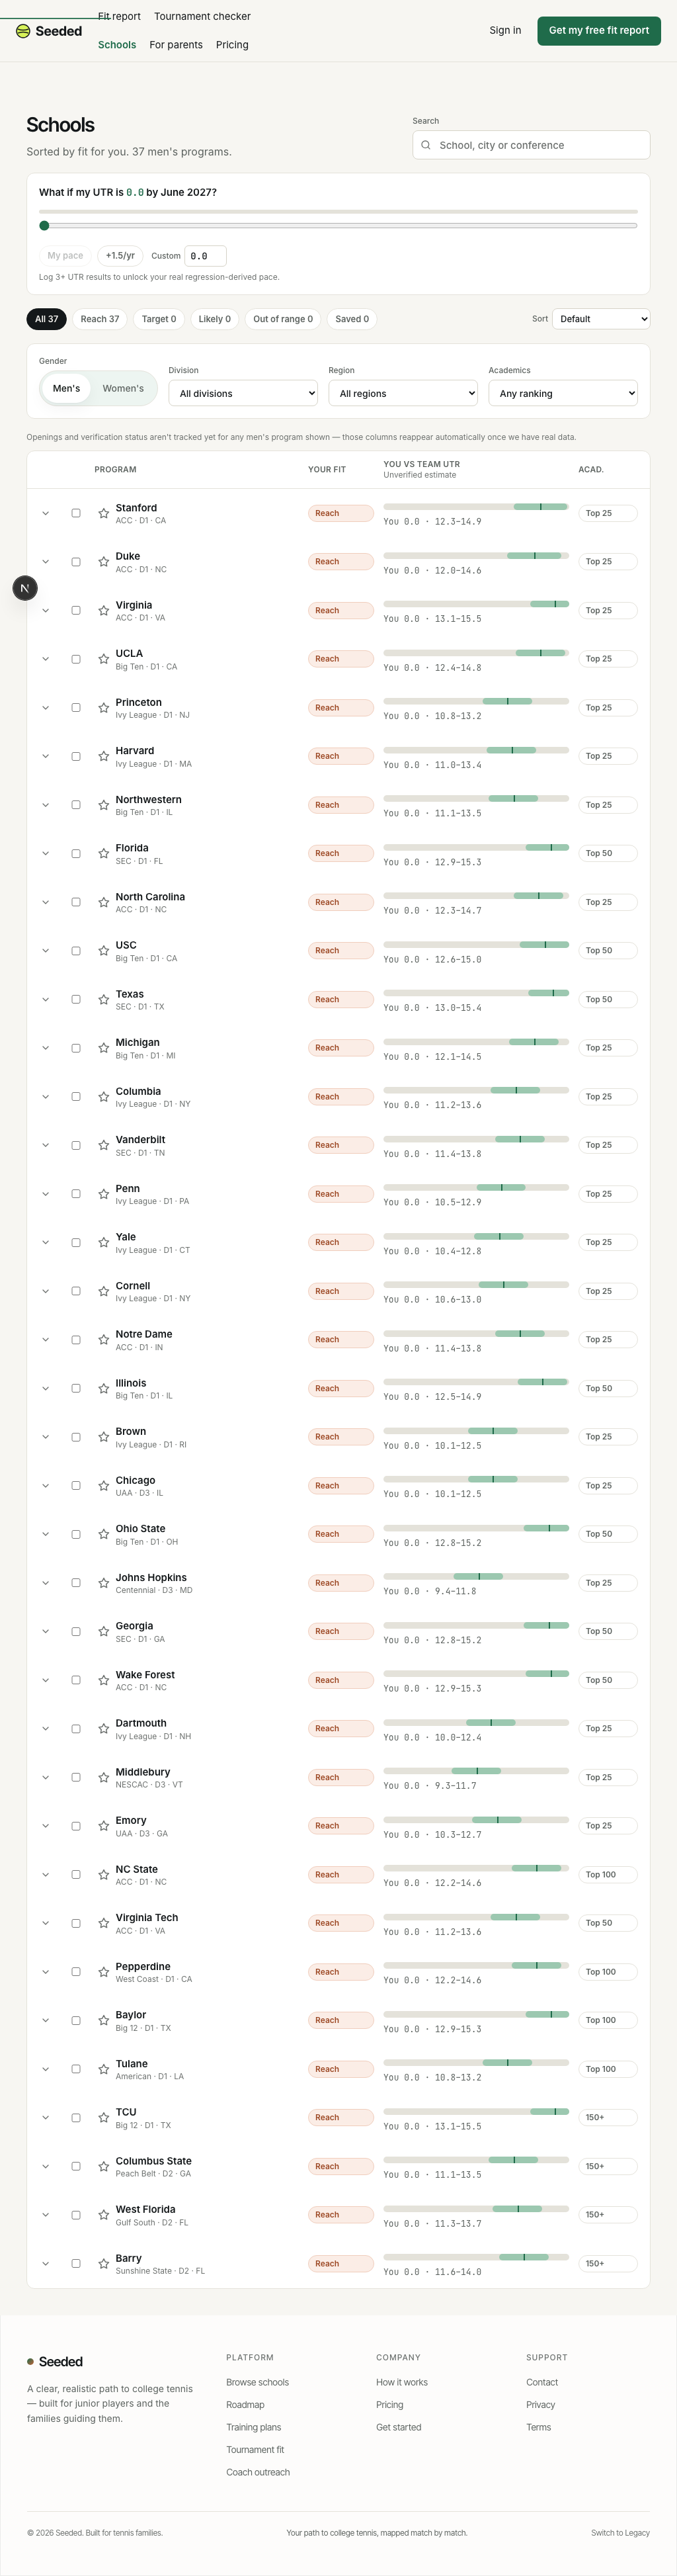 Fit report
Tournament checker
Seeded
Schools
For parents
Pricing
Sign in
Get my free fit report
Schools
Sorted by fit for you. 37 men's programs.
Search
School, city or conference
What if my UTR is 0.0 by June 2027?
My pace
+1.5/yr
Custom
0.0
Log 3+ UTR results to unlock your real regression-derived pace.
All 37
Reach 37
Target 0
Likely 0
Out of range 0
Saved 0
Sort
Default
Gender
Men's
Women's
Division
All divisions
Region
All regions
Academics
Any ranking
Openings and verification status aren't tracked yet for any men's program shown — those columns reappear automatically once we have real data.
PROGRAM
YOUR FIT
YOU VS TEAM UTR
Unverified estimate
ACAD.
Stanford
ACC · D1 · CA
Reach
You 0.0 · 12.3–14.9
Top 25
Duke
ACC · D1 · NC
Reach
You 0.0 · 12.0–14.6
Top 25
N
Virginia
ACC · D1 · VA
Reach
You 0.0 · 13.1–15.5
Top 25
UCLA
Big Ten · D1 · CA
Reach
You 0.0 · 12.4–14.8
Top 25
Princeton
Ivy League · D1 · NJ
Reach
You 0.0 · 10.8–13.2
Top 25
Harvard
Ivy League · D1 · MA
Reach
You 0.0 · 11.0–13.4
Top 25
Northwestern
Big Ten · D1 · IL
Reach
You 0.0 · 11.1–13.5
Top 25
Florida
SEC · D1 · FL
Reach
You 0.0 · 12.9–15.3
Top 50
North Carolina
ACC · D1 · NC
Reach
You 0.0 · 12.3–14.7
Top 25
USC
Big Ten · D1 · CA
Reach
You 0.0 · 12.6–15.0
Top 50
Texas
SEC · D1 · TX
Reach
You 0.0 · 13.0–15.4
Top 50
Michigan
Big Ten · D1 · MI
Reach
You 0.0 · 12.1–14.5
Top 25
Columbia
Ivy League · D1 · NY
Reach
You 0.0 · 11.2–13.6
Top 25
Vanderbilt
SEC · D1 · TN
Reach
You 0.0 · 11.4–13.8
Top 25
Penn
Ivy League · D1 · PA
Reach
You 0.0 · 10.5–12.9
Top 25
Yale
Ivy League · D1 · CT
Reach
You 0.0 · 10.4–12.8
Top 25
Cornell
Ivy League · D1 · NY
Reach
You 0.0 · 10.6–13.0
Top 25
Notre Dame
ACC · D1 · IN
Reach
You 0.0 · 11.4–13.8
Top 25
Illinois
Big Ten · D1 · IL
Reach
You 0.0 · 12.5–14.9
Top 50
Brown
Ivy League · D1 · RI
Reach
You 0.0 · 10.1–12.5
Top 25
Chicago
UAA · D3 · IL
Reach
You 0.0 · 10.1–12.5
Top 25
Ohio State
Big Ten · D1 · OH
Reach
You 0.0 · 12.8–15.2
Top 50
Johns Hopkins
Centennial · D3 · MD
Reach
You 0.0 · 9.4–11.8
Top 25
Georgia
SEC · D1 · GA
Reach
You 0.0 · 12.8–15.2
Top 50
Wake Forest
ACC · D1 · NC
Reach
You 0.0 · 12.9–15.3
Top 50
Dartmouth
Ivy League · D1 · NH
Reach
You 0.0 · 10.0–12.4
Top 25
Middlebury
NESCAC · D3 · VT
Reach
You 0.0 · 9.3–11.7
Top 25
Emory
UAA · D3 · GA
Reach
You 0.0 · 10.3–12.7
Top 25
NC State
ACC · D1 · NC
Reach
You 0.0 · 12.2–14.6
Top 100
Virginia Tech
ACC · D1 · VA
Reach
You 0.0 · 11.2–13.6
Top 50
Pepperdine
West Coast · D1 · CA
Reach
You 0.0 · 12.2–14.6
Top 100
Baylor
Big 12 · D1 · TX
Reach
You 0.0 · 12.9–15.3
Top 100
Tulane
American · D1 · LA
Reach
You 0.0 · 10.8–13.2
Top 100
TCU
Big 12 · D1 · TX
Reach
You 0.0 · 13.1–15.5
150+
Columbus State
Peach Belt · D2 · GA
Reach
You 0.0 · 11.1–13.5
150+
West Florida
Gulf South · D2 · FL
Reach
You 0.0 · 11.3–13.7
150+
Barry
Sunshine State · D2 · FL
Reach
You 0.0 · 11.6–14.0
150+
Seeded
A clear, realistic path to college tennis
— built for junior players and the
families guiding them.
PLATFORM
Browse schools
Roadmap
Training plans
Tournament fit
Coach outreach
COMPANY
How it works
Pricing
Get started
SUPPORT
Contact
Privacy
Terms
© 2026 Seeded. Built for tennis families.
Your path to college tennis, mapped match by match.
Switch to Legacy